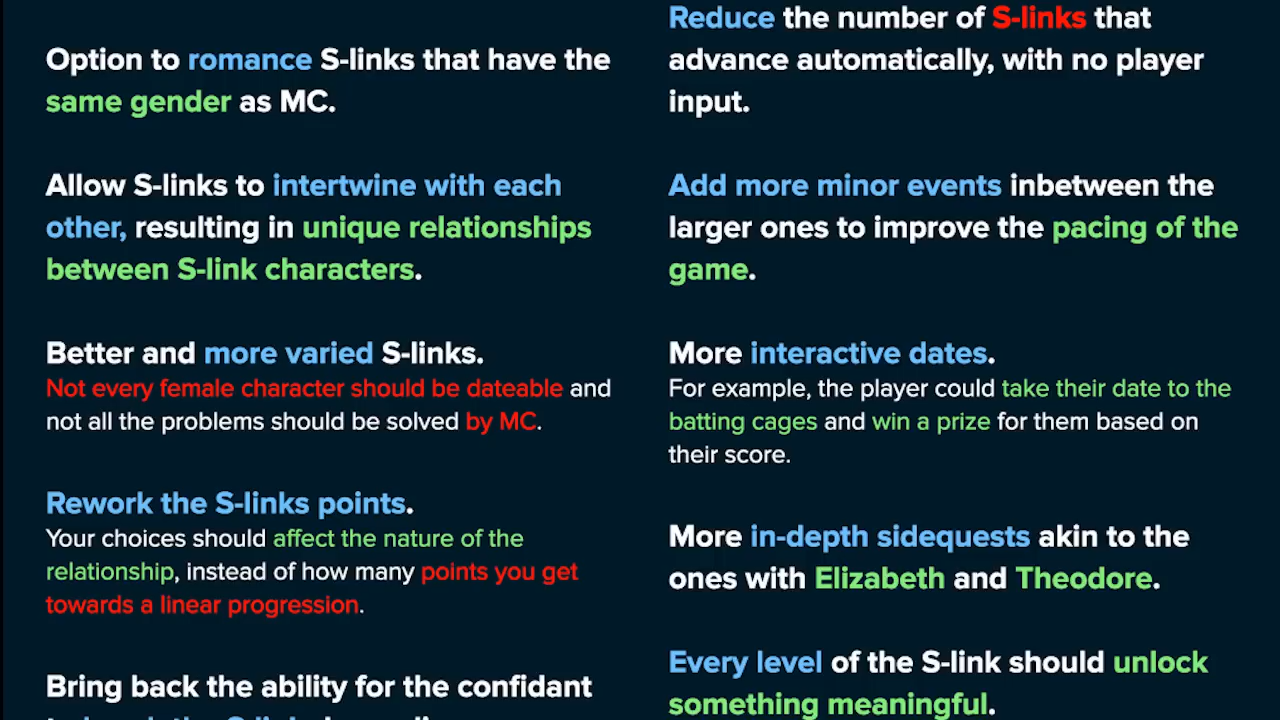 Option to romance S-links that have the
same gender as MC.
Allow S-links to intertwine with each
other, resulting in unique relationships
between S-link characters.
Better and more varied S-links.
Not every female character should be dateable and
not all the problems should be solved by MC.
Rework the S-links points.
Your choices should affect the nature of the
relationship, instead of how many points you get
towards a linear progression.
Bring back the ability for the confidant
Reduce the number of S-links that
advance automatically, with no player
input.
Add more minor events inbetween the
larger ones to improve the pacing of the
game.
More interactive dates.
For example, the player could take their date to the
batting cages and win a prize for them based on
their score.
More in-depth sidequests akin to the
ones with Elizabeth and Theodore.
Every level of the S-link should unlock
something meaningful.